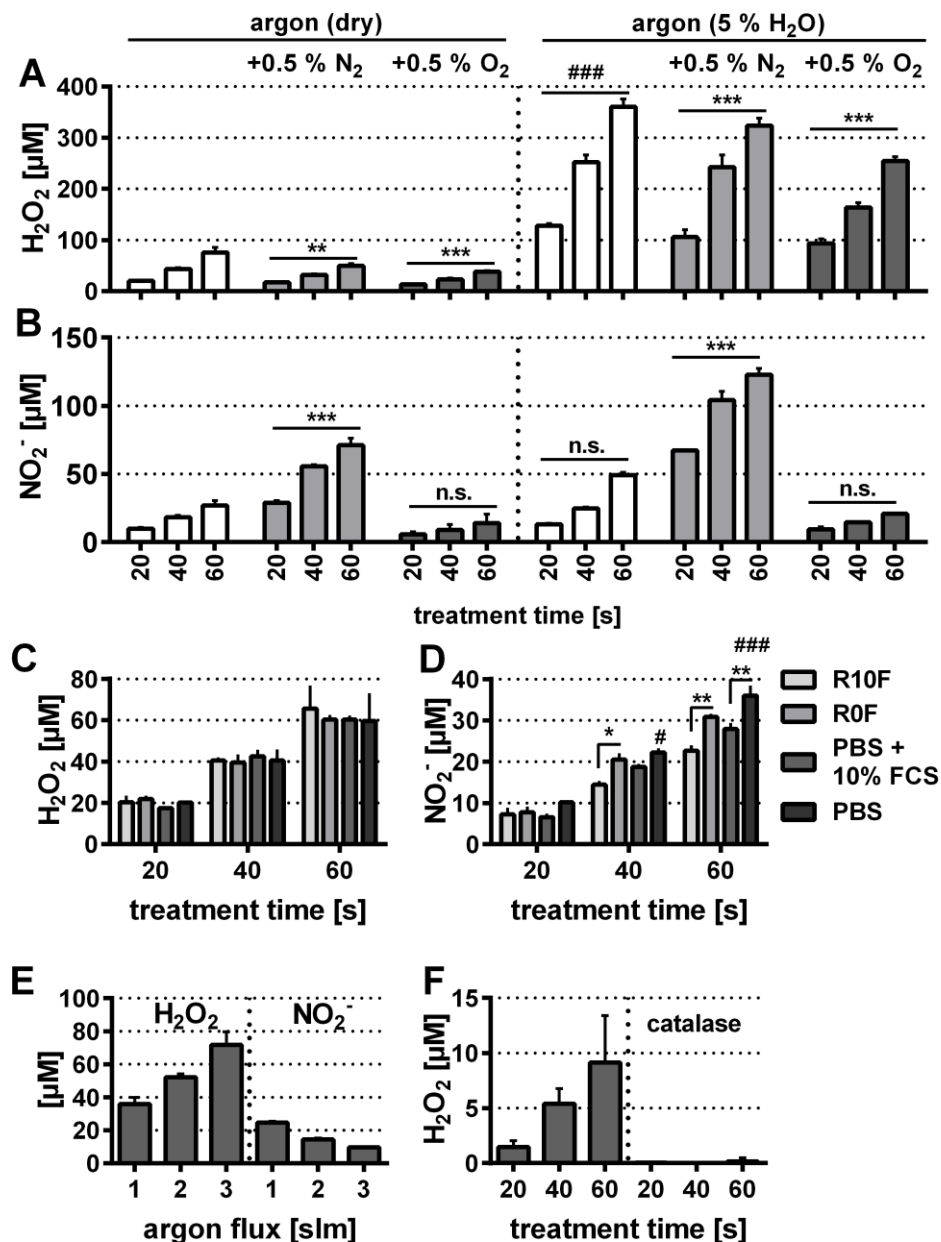 argon (dry) argon (5 % H₂O)
+0.5 % N₂ +0.5 % O₂ +0.5 % N₂ +0.5 % O₂
A
H₂O₂ [µM]
400
300
200
100
0
** *** ### *** ***
B
NO₂⁻ [µM]
150
100
50
0
*** n.s. n.s. *** n.s.
20 40 60 20 40 60 20 40 60 20 40 60 20 40 60 20 40 60
treatment time [s]
C
H₂O₂ [µM]
80
60
40
20
0
20 40 60
treatment time [s]
D
NO₂⁻ [µM]
40
30
20
10
0
* # ** ** ###
20 40 60
treatment time [s]
R10F
R0F
PBS +
10% FCS
PBS
E
[µM]
100
80
60
40
20
0
H₂O₂ NO₂⁻
1 2 3 1 2 3
argon flux [slm]
F
H₂O₂ [µM]
15
10
5
0
catalase
20 40 60 20 40 60
treatment time [s]